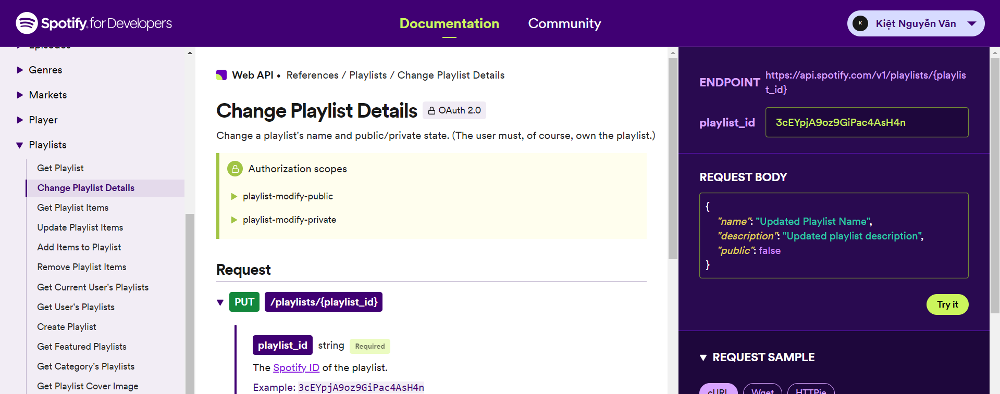 Spotify for Developers
Documentation
Community
K
Kiệt Nguyễn Văn
Episodes
Genres
Markets
Player
Playlists
Get Playlist
Change Playlist Details
Get Playlist Items
Update Playlist Items
Add Items to Playlist
Remove Playlist Items
Get Current User's Playlists
Get User's Playlists
Create Playlist
Get Featured Playlists
Get Category's Playlists
Get Playlist Cover Image
Web API • References / Playlists / Change Playlist Details
Change Playlist Details
OAuth 2.0
Change a playlist's name and public/private state. (The user must, of course, own the playlist.)
Authorization scopes
playlist-modify-public
playlist-modify-private
Request
PUT /playlists/{playlist_id}
playlist_id string Required
The Spotify ID of the playlist.
Example: 3cEYpjA9oz9GiPac4AsH4n
ENDPOINT
https://api.spotify.com/v1/playlists/{playlis
t_id}
playlist_id
3cEYpjA9oz9GiPac4AsH4n
REQUEST BODY
{
"name": "Updated Playlist Name",
"description": "Updated playlist description",
"public": false
}
Try it
REQUEST SAMPLE
cURL
Wget
HTTPie